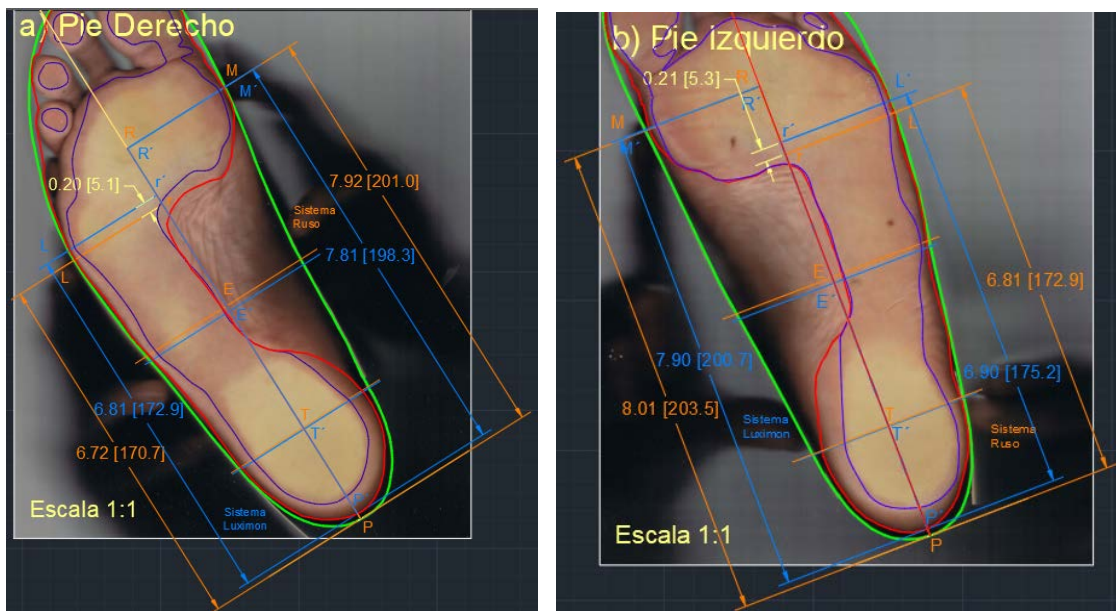 a) Pie Derecho
M
M´
R
R´
r´
0.20 [5.1]
7.92 [201.0]
Sistema
Ruso
7.81 [198.3]
L
L
E
E
T
T´
6.81 [172.9]
6.72 [170.7]
Sistema
Luximon
P
Escala 1:1
b) Pie Izquierdo
0.21 [5.3]
R
R´
L´
L
M
M´
r´
E
E´
6.81 [172.9]
7.90 [200.7]
6.90 [175.2]
8.01 [203.5]
Sistema
Luximon
T
T´
Sistema
Ruso
Escala 1:1
P